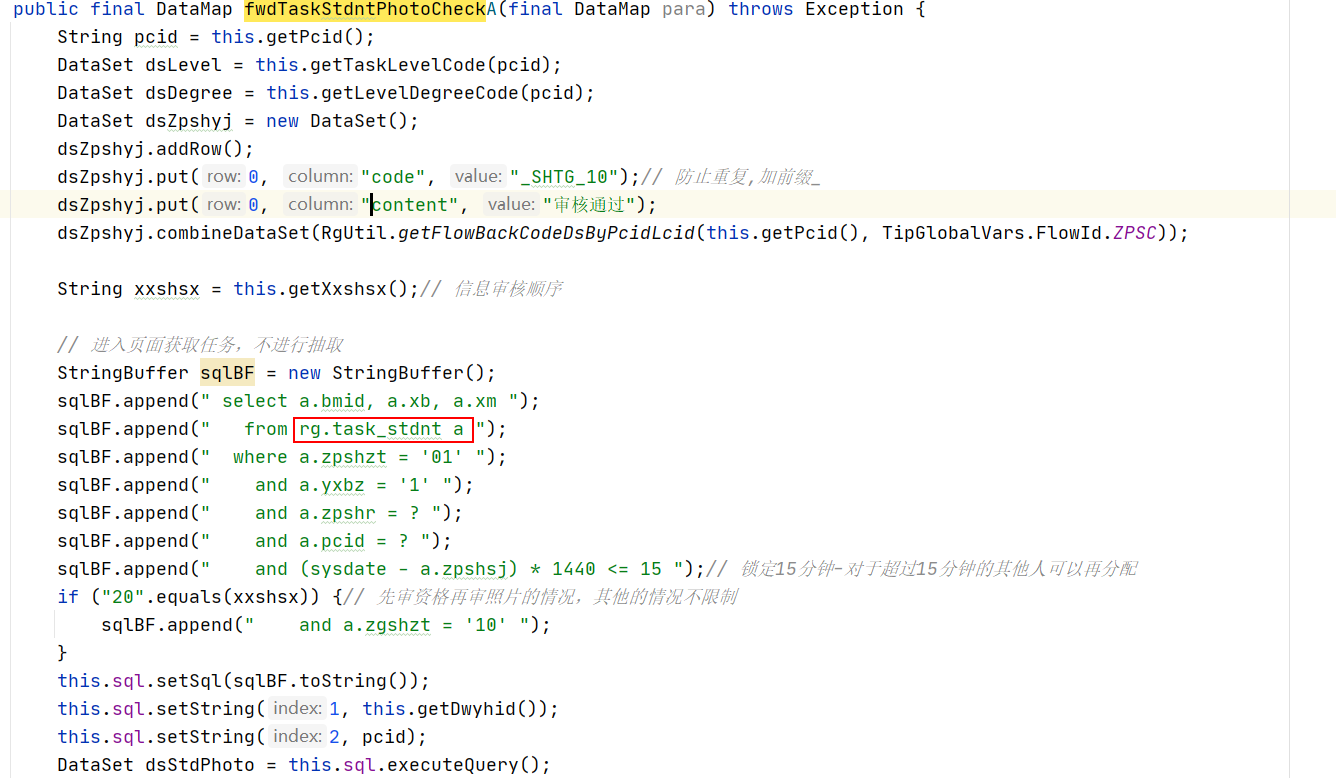 public final DataMap fwdTaskStdntPhotoCheckA(final DataMap para) throws Exception {
    String pcid = this.getPcid();
    DataSet dsLevel = this.getTaskLevelCode(pcid);
    DataSet dsDegree = this.getLevelDegreeCode(pcid);
    DataSet dsZpshyj = new DataSet();
    dsZpshyj.addRow();
    dsZpshyj.put( row: 0, column: "code", value: "_SHTG_10");// 防止重复,加前缀_
    dsZpshyj.put( row: 0, column: "content", value: "审核通过");
    dsZpshyj.combineDataSet(RgUtil.getFlowBackCodeDsByPcidLcid(this.getPcid(), TipGlobalVars.FlowId.ZPSC));
    String xxshsx = this.getXxshsx();// 信息审核顺序
    // 进入页面获取任务，不进行抽取
    StringBuffer sqlBF = new StringBuffer();
    sqlBF.append(" select a.bmid, a.xb, a.xm ");
    sqlBF.append("   from rg.task_stdnt a ");
    sqlBF.append("  where a.zpshzt = '01' ");
    sqlBF.append("    and a.yxbz = '1' ");
    sqlBF.append("    and a.zpshr = ? ");
    sqlBF.append("    and a.pcid = ? ");
    sqlBF.append("    and (sysdate - a.zpshsj) * 1440 <= 15 ");// 锁定15分钟-对于超过15分钟的其他人可以再分配
    if ("20".equals(xxshsx)) {// 先审资格再审照片的情况，其他的情况不限制
        sqlBF.append("    and a.zgshzt = '10' ");
    }
    this.sql.setSql(sqlBF.toString());
    this.sql.setString( index: 1, this.getDwyhid());
    this.sql.setString( index: 2, pcid);
    DataSet dsStdPhoto = this.sql.executeQuery();